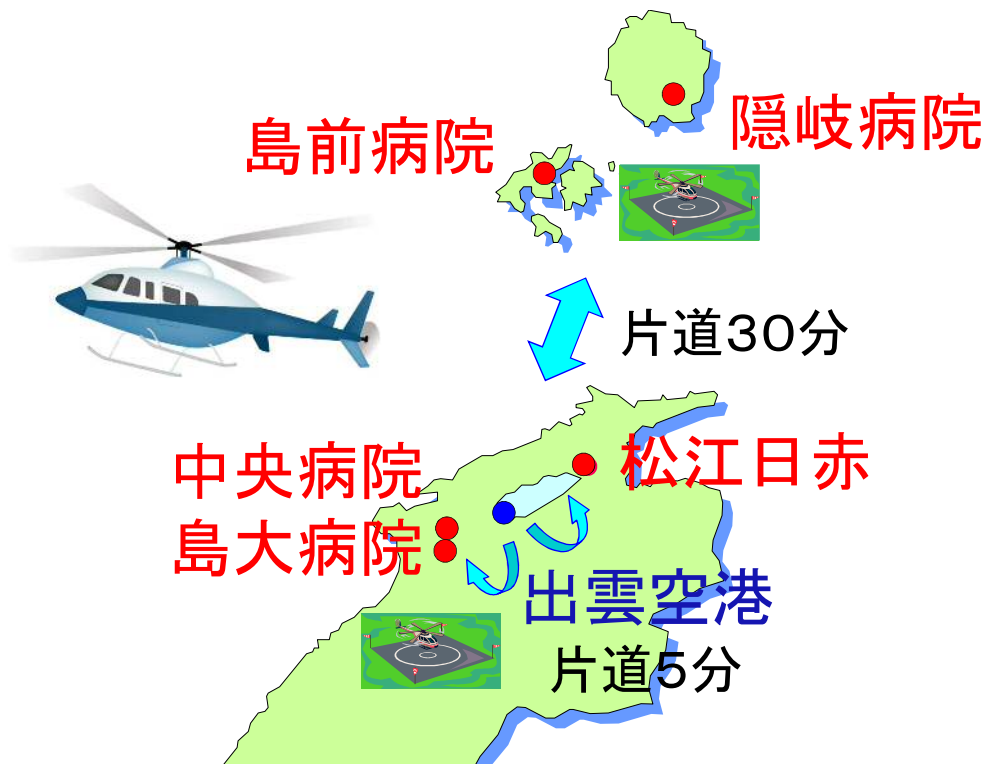 隠岐病院
島前病院
片道30分
松江日赤
中央病院
島大病院
出雲空港
片道5分